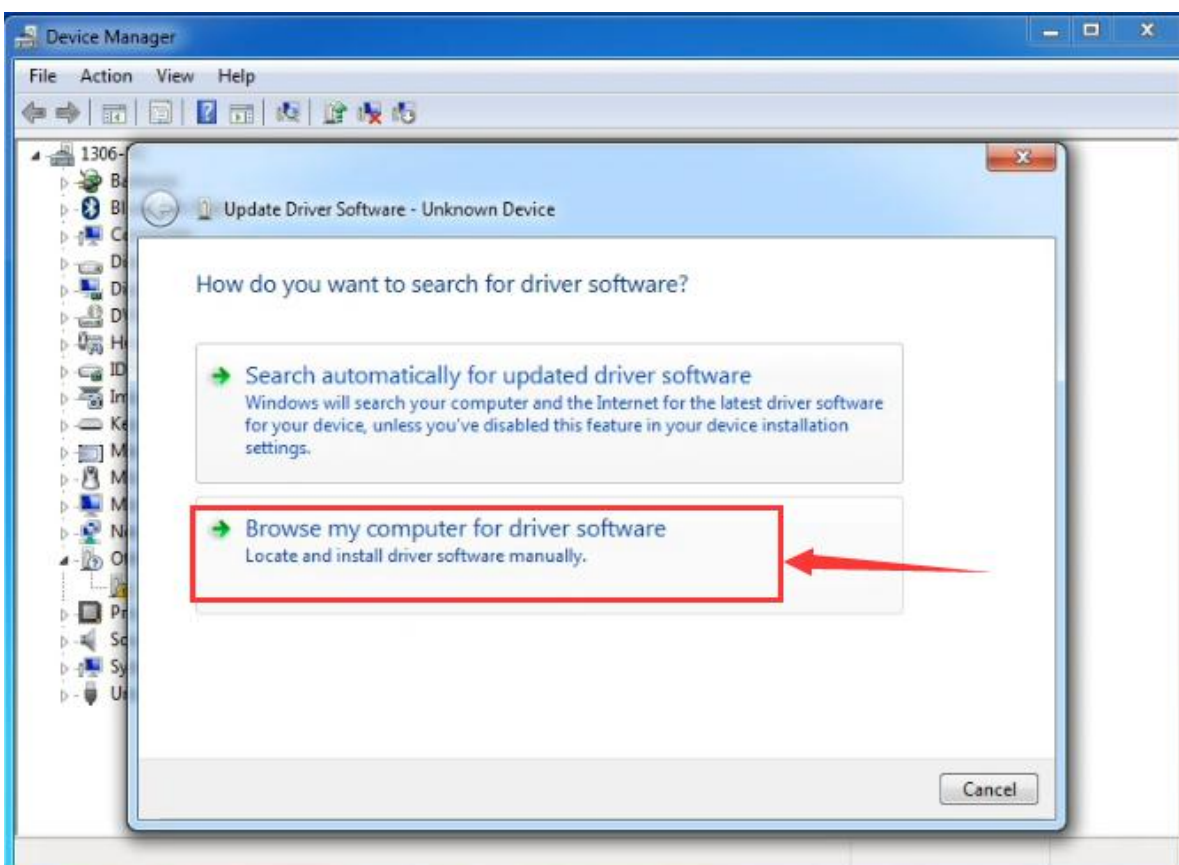 Device Manager
File Action View Help
1306-
Update Driver Software - Unknown Device
How do you want to search for driver software?
Search automatically for updated driver software
Windows will search your computer and the Internet for the latest driver software
for your device, unless you've disabled this feature in your device installation
settings.
Browse my computer for driver software
Locate and install driver software manually.
Cancel